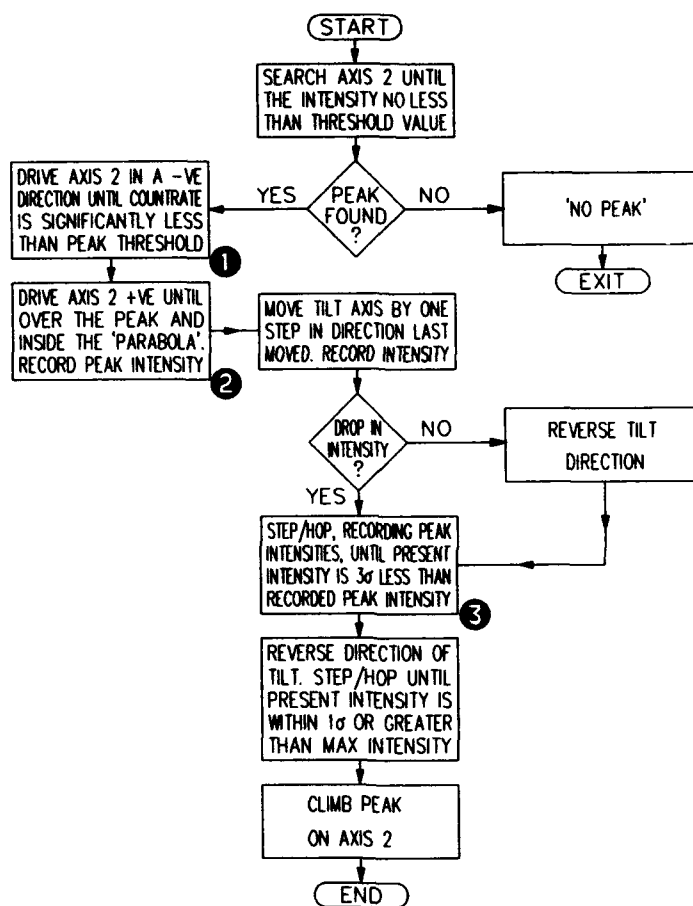 START
SEARCH AXIS 2 UNTIL
THE INTENSITY NO LESS
THAN THRESHOLD VALUE
PEAK
FOUND
?
YES
NO
DRIVE AXIS 2 IN A -VE
DIRECTION UNTIL COUNTRATE
IS SIGNIFICANTLY LESS
THAN PEAK THRESHOLD
1
'NO PEAK'
EXIT
DRIVE AXIS 2 +VE UNTIL
OVER THE PEAK AND
INSIDE THE 'PARABOLA'.
RECORD PEAK INTENSITY
2
MOVE TILT AXIS BY ONE
STEP IN DIRECTION LAST
MOVED. RECORD INTENSITY
DROP IN
INTENSITY
?
NO
YES
REVERSE TILT
DIRECTION
STEP/HOP, RECORDING PEAK
INTENSITIES, UNTIL PRESENT
INTENSITY IS 3σ LESS THAN
RECORDED PEAK INTENSITY
3
REVERSE DIRECTION OF
TILT. STEP/HOP UNTIL
PRESENT INTENSITY IS
WITHIN 1σ OR GREATER
THAN MAX INTENSITY
CLIMB PEAK
ON AXIS 2
END